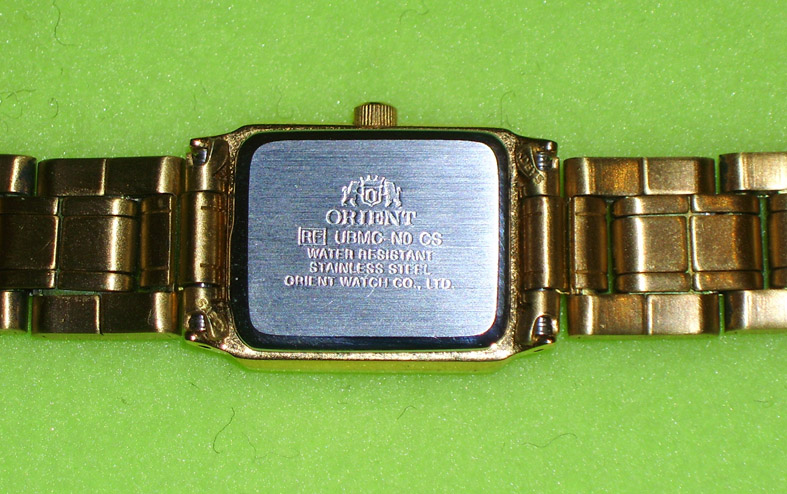 ORIENT
RE UBMC-N0 CS
WATER RESISTANT
STAINLESS STEEL
ORIENT WATCH CO., LTD.